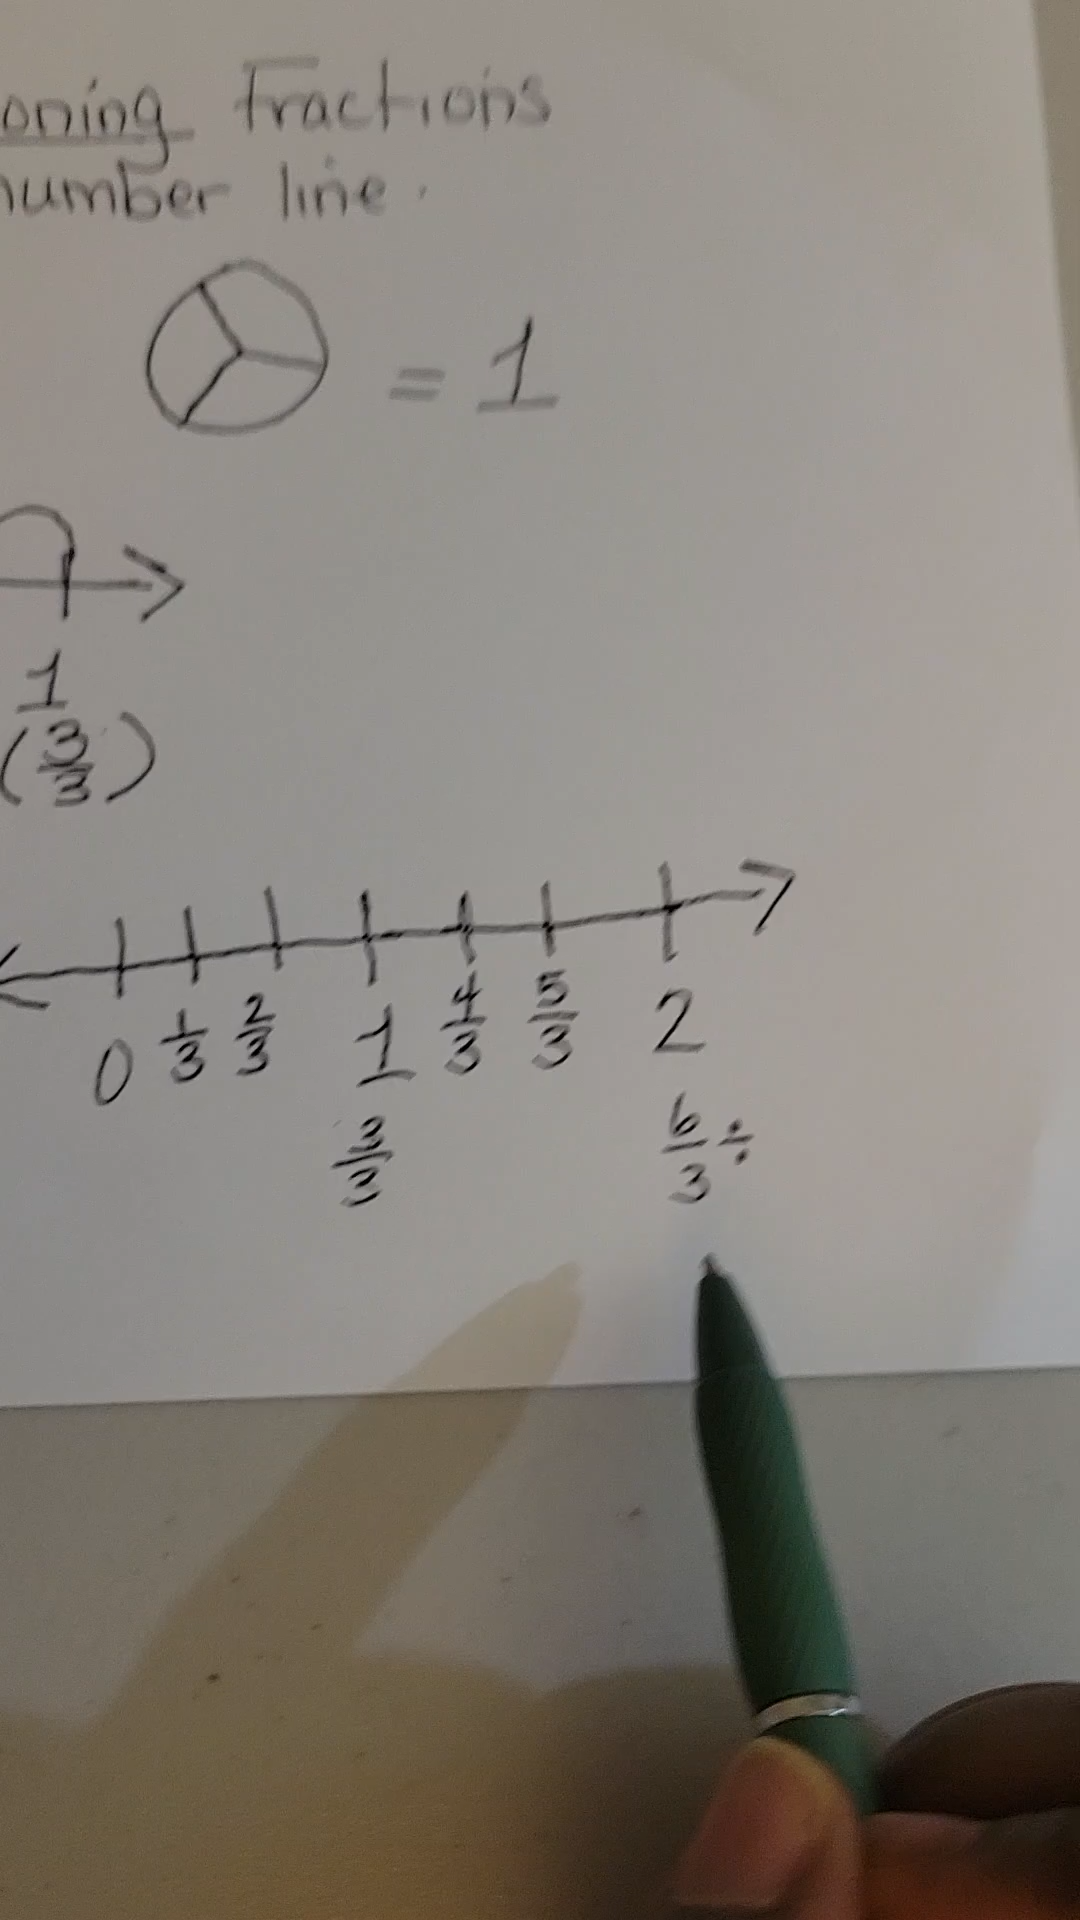 oning Fractions
number line.
= 1
1
(3/3)
0 1/3 2/3 1 4/3 5/3 2
3/3 6/3 ÷